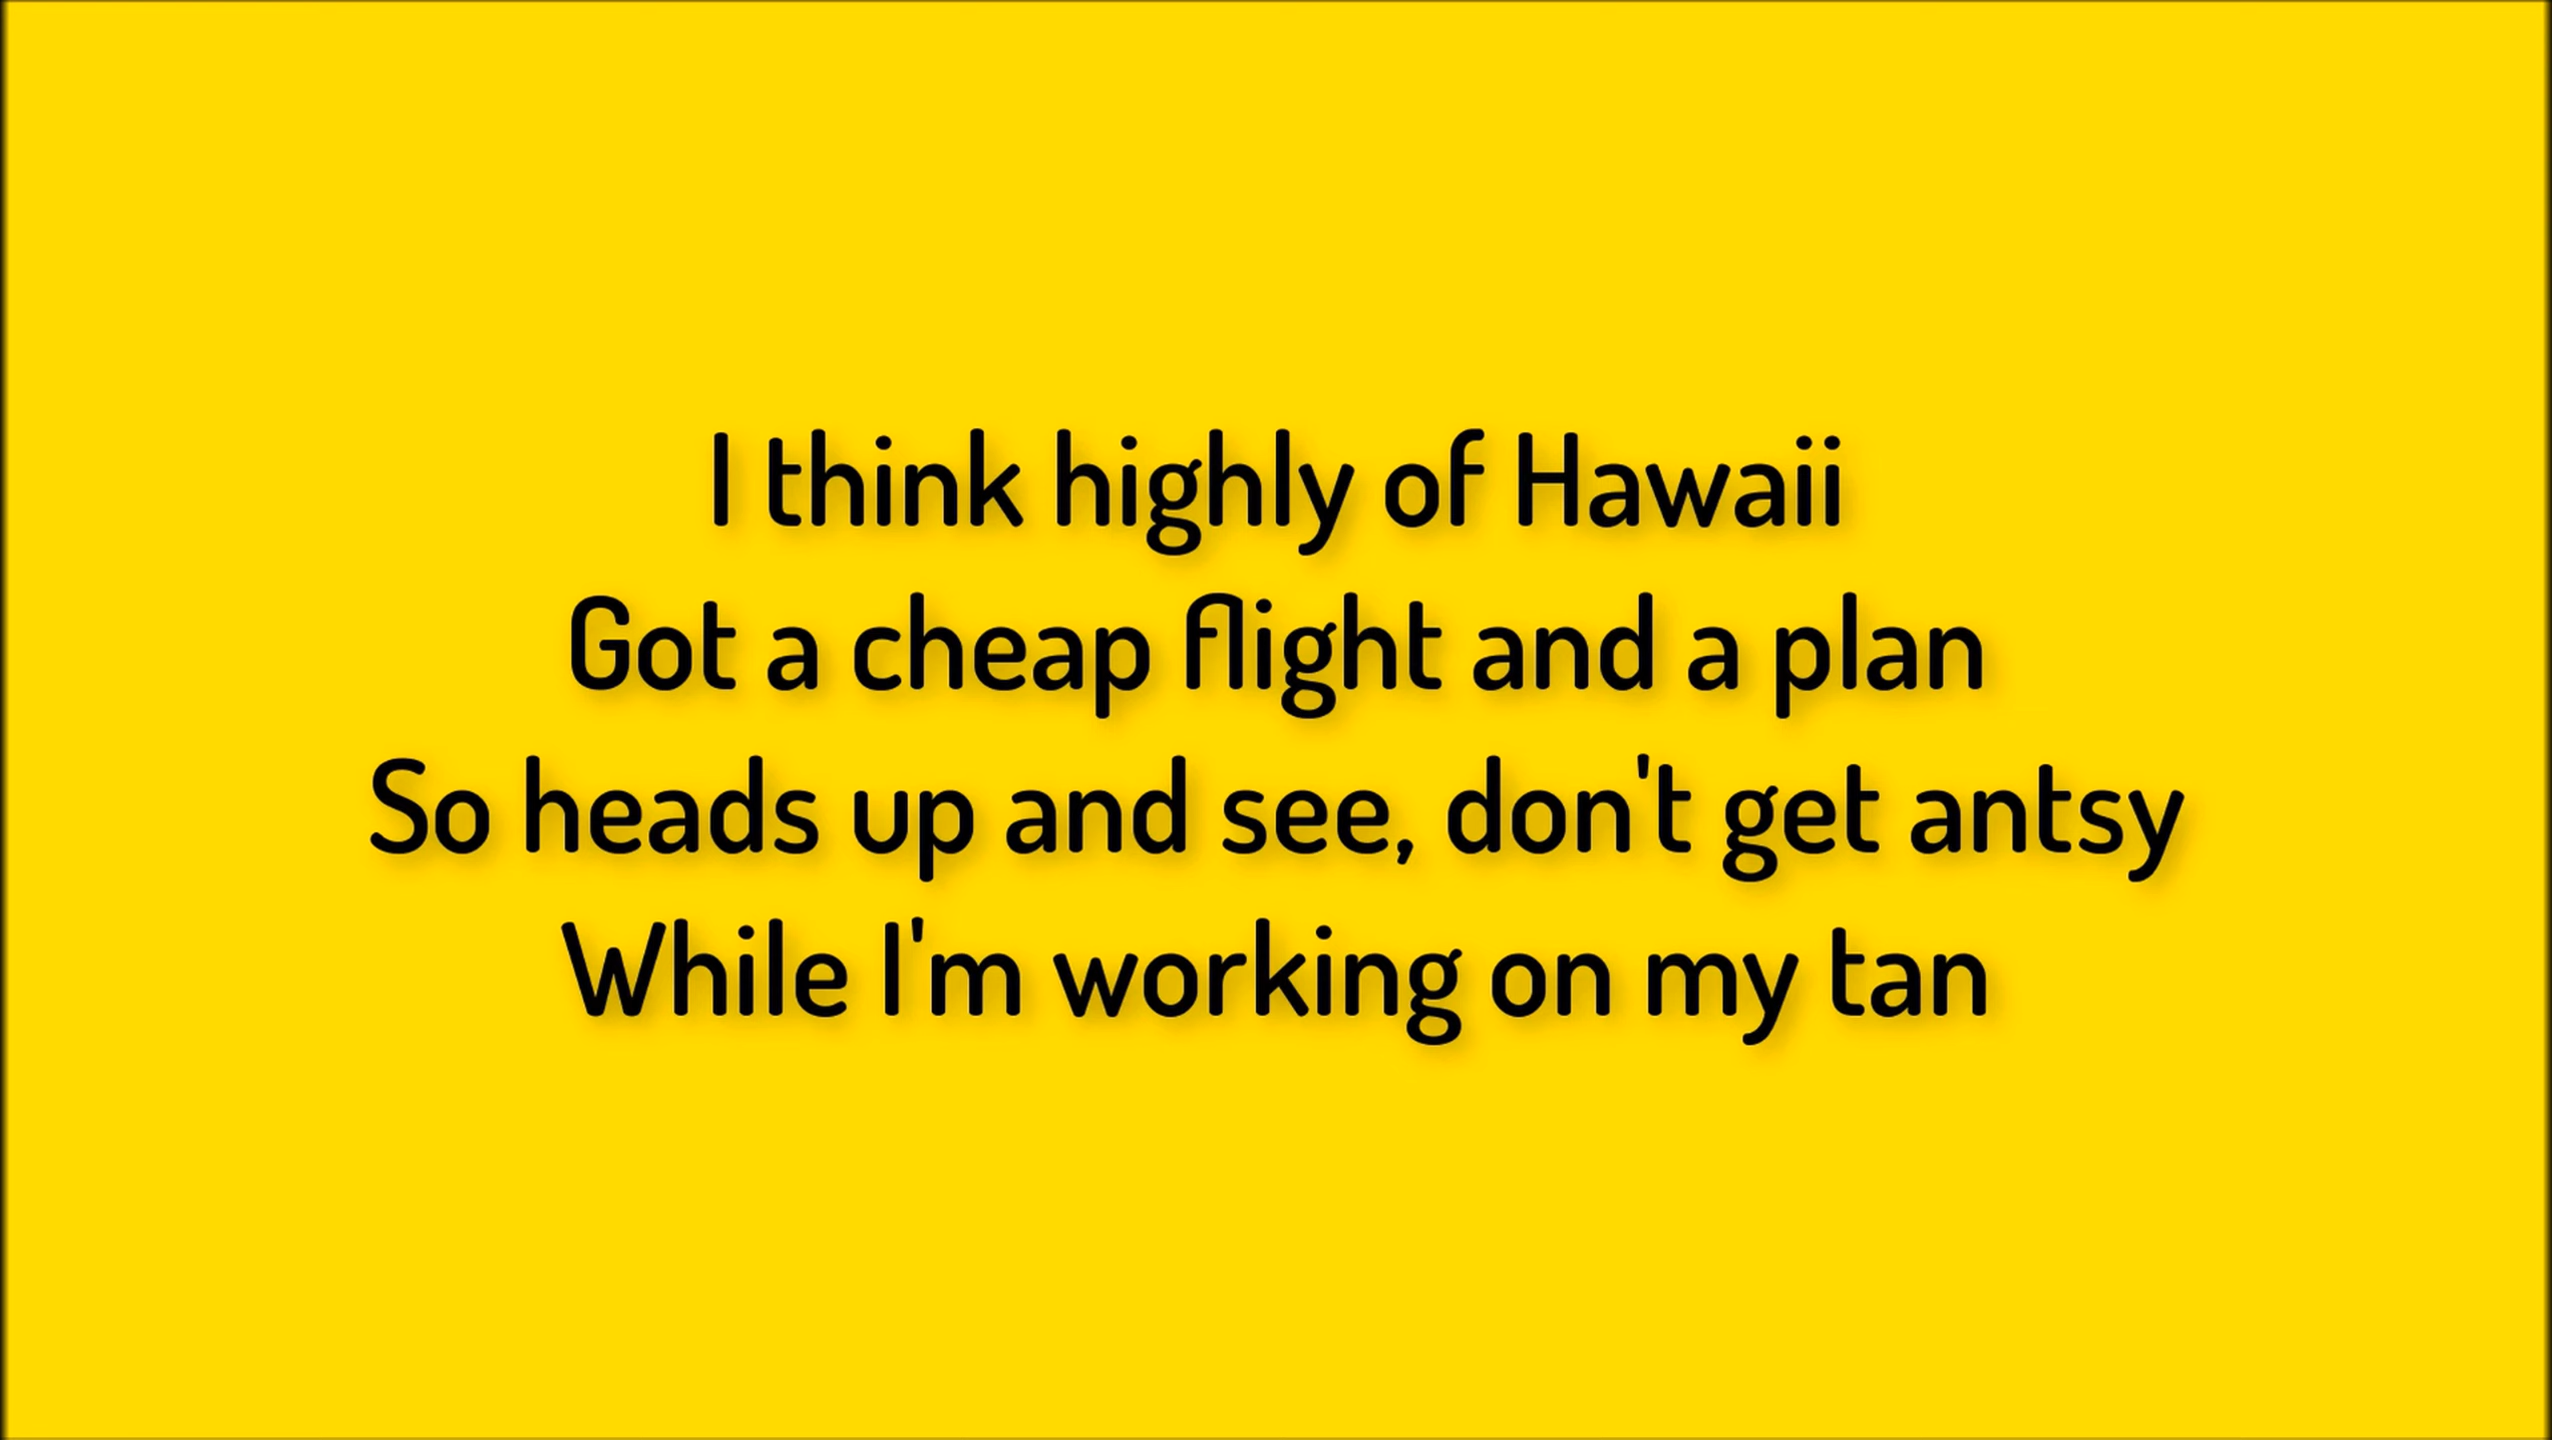 I think highly of Hawaii
Got a cheap flight and a plan
So heads up and see, don't get antsy
While I'm working on my tan